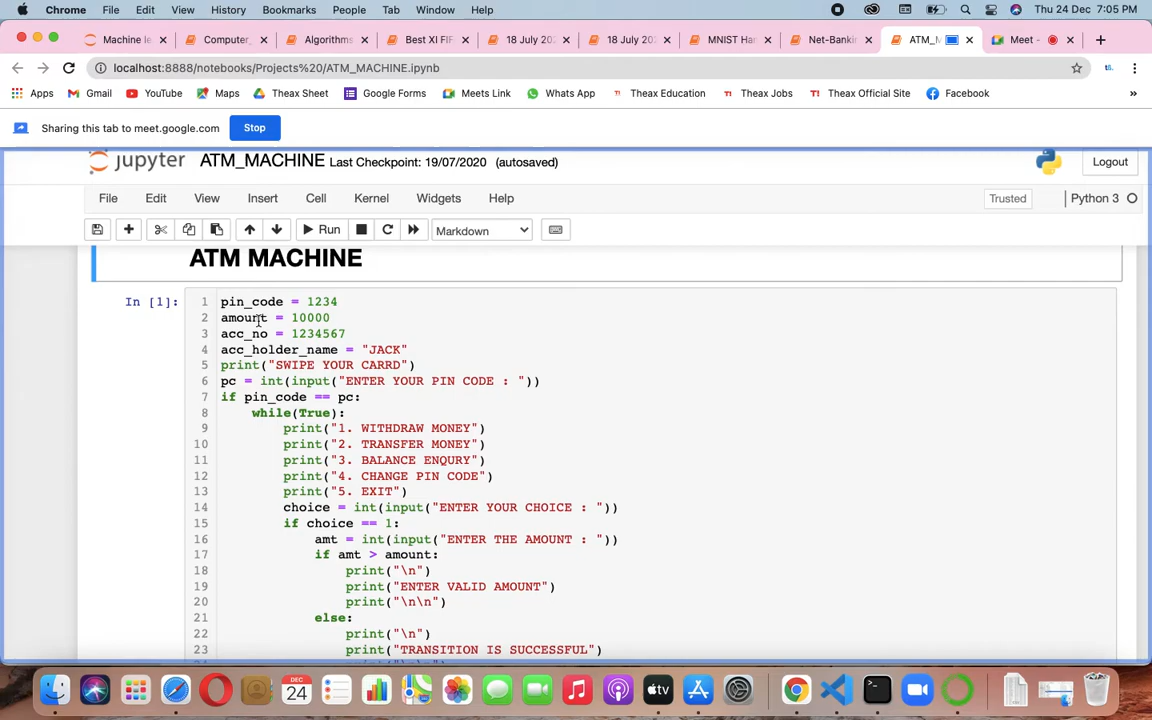 Chrome File Edit View History Bookmarks People Tab Window Help Thu 24 Dec 7:05 PM
Machine le Computer Algorithms Best XI FIF 18 July 202 18 July 202 MNIST Han Net-Bankin ATM_M Meet -
localhost:8888/notebooks/Projects%20/ATM_MACHINE.ipynb
Apps Gmail YouTube Maps Theax Sheet Google Forms Meets Link Whats App Theax Education Theax Jobs Theax Official Site Facebook »
Sharing this tab to meet.google.com Stop
jupyter ATM_MACHINE Last Checkpoint: 19/07/2020 (autosaved) Logout
File Edit View Insert Cell Kernel Widgets Help Trusted Python 3
Run Markdown
ATM MACHINE
In [1]: 1 pin_code = 1234
2 amount = 10000
3 acc_no = 1234567
4 acc_holder_name = "JACK"
5 print("SWIPE YOUR CARRD")
6 pc = int(input("ENTER YOUR PIN CODE : "))
7 if pin_code == pc:
8 while(True):
9 print("1. WITHDRAW MONEY")
10 print("2. TRANSFER MONEY")
11 print("3. BALANCE ENQURY")
12 print("4. CHANGE PIN CODE")
13 print("5. EXIT")
14 choice = int(input("ENTER YOUR CHOICE : "))
15 if choice == 1:
16 amt = int(input("ENTER THE AMOUNT : "))
17 if amt > amount:
18 print("\n")
19 print("ENTER VALID AMOUNT")
20 print("\n\n")
21 else:
22 print("\n")
23 print("TRANSITION IS SUCCESSFUL")
DEC
24
tv